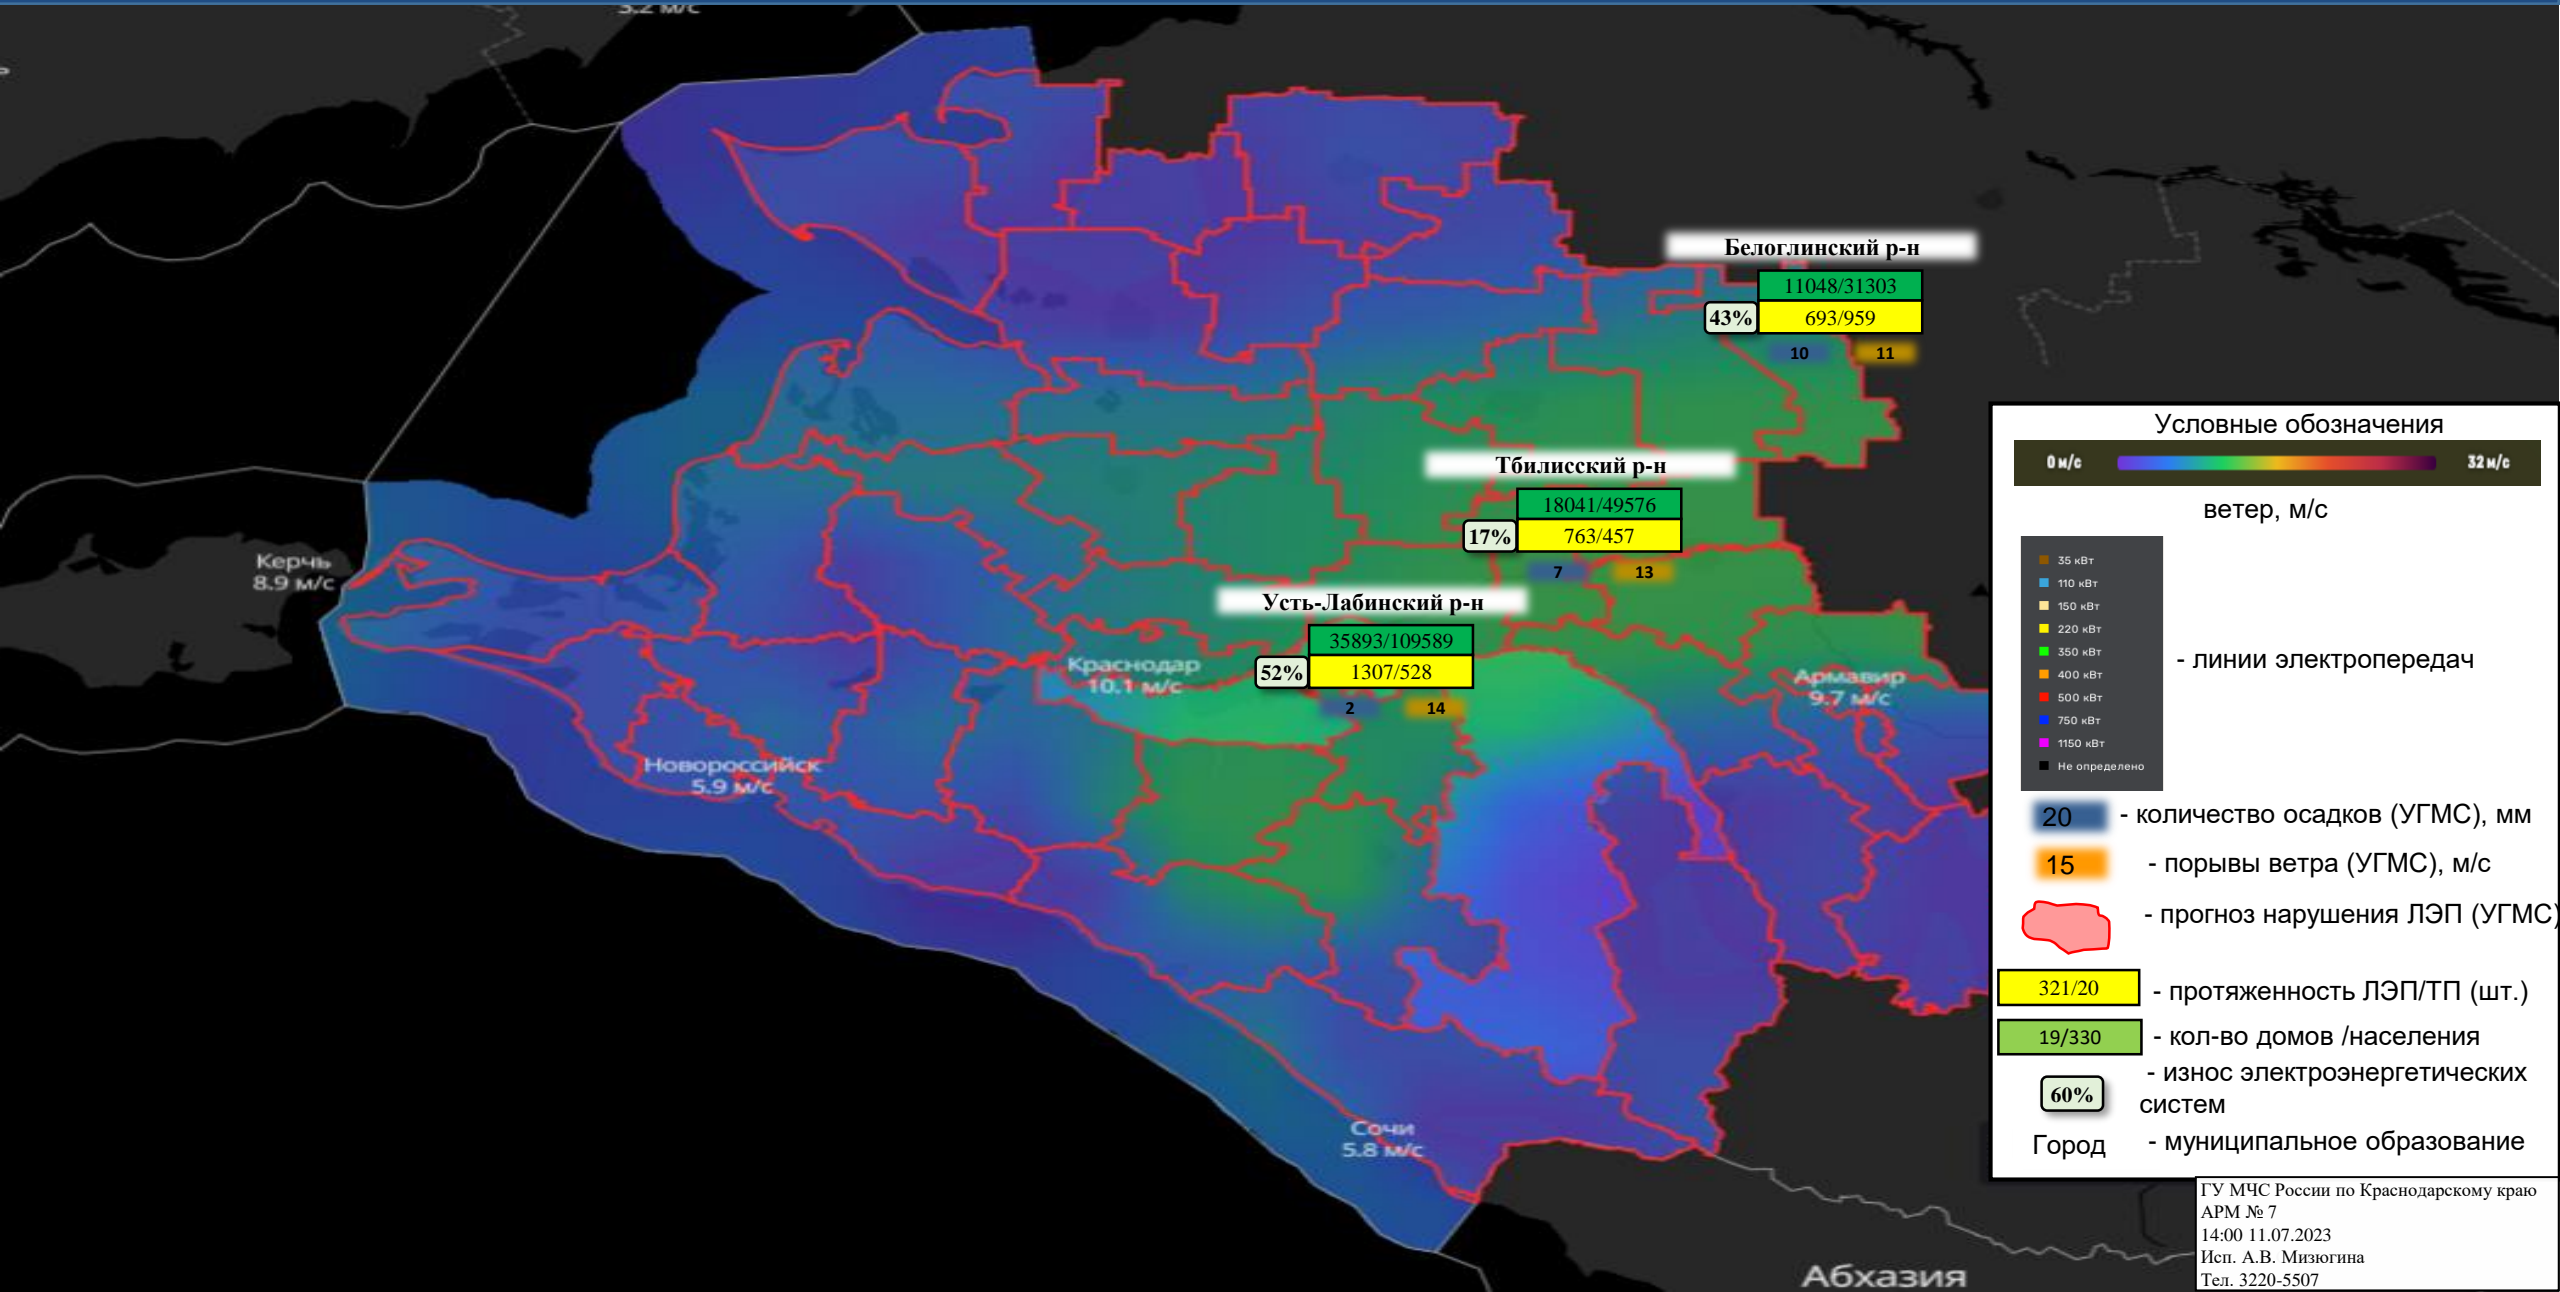 3.2 м/с
Белоглинский р-н
11048/31303
43%
693/959
10
11
Условные обозначения
0 м/с
32 м/с
ветер, м/с
Тбилисский р-н
18041/49576
17%
763/457
7
13
Керчь
8.9 м/с
35 кВт
110 кВт
150 кВт
220 кВт
350 кВт
400 кВт
500 кВт
750 кВт
1150 кВт
Не определено
- линии электропередач
Усть-Лабинский р-н
35893/109589
52%
1307/528
2
14
Краснодар
10.1 м/с
Армавир
9.7 м/с
Новороссийск
5.9 м/с
20 - количество осадков (УГМС), мм
15 - порывы ветра (УГМС), м/с
- прогноз нарушения ЛЭП (УГМС)
321/20 - протяженность ЛЭП/ТП (шт.)
19/330 - кол-во домов /населения
60% - износ электроэнергетических
систем
Город - муниципальное образование
Сочи
5.8 м/с
Абхазия
ГУ МЧС России по Краснодарскому краю
АРМ № 7
14:00 11.07.2023
Исп. А.В. Мизюгина
Тел. 3220-5507